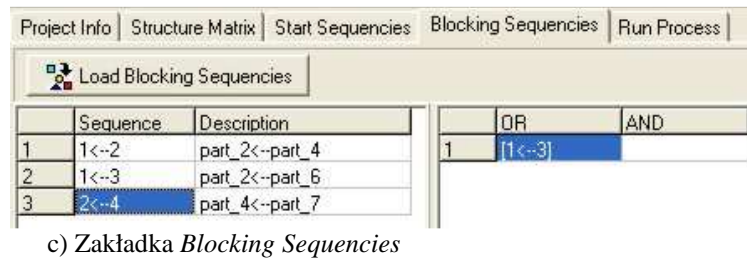 Project Info Structure Matrix Start Sequencies Blocking Sequencies Run Process
Load Blocking Sequencies
Sequence Description OR AND
1 1<--2 part_2<--part_4 1 [1<--3]
2 1<--3 part_2<--part_6
3 2<--4 part_4<--part_7
c) Zakładka Blocking Sequencies